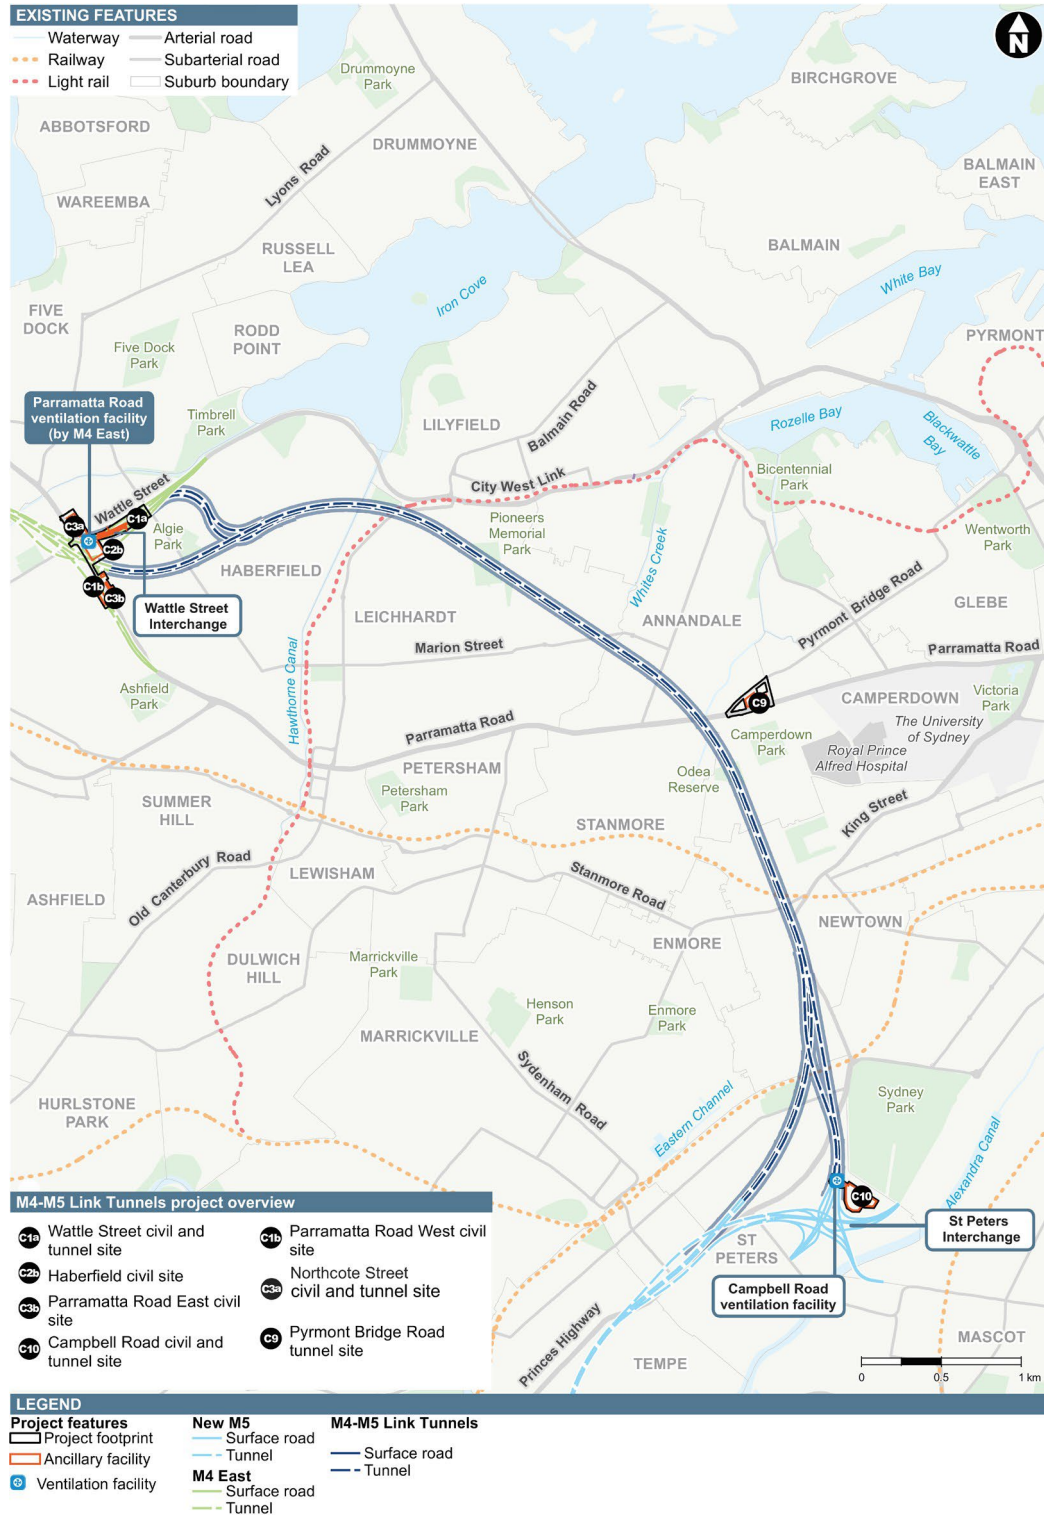 EXISTING FEATURES
Waterway
Arterial road
Railway
Subarterial road
Light rail
Suburb boundary
N
Drummoyne
Park
BIRCHGROVE
ABBOTSFORD
DRUMMOYNE
Lyons Road
BALMAIN
EAST
WAREEMBA
RUSSELL
LEA
BALMAIN
White Bay
Iron Cove
FIVE
DOCK
RODD
POINT
PYRMONT
Five Dock
Park
Parramatta Road
ventilation facility
(by M4 East)
Timbrell
Park
LILYFIELD
Balmain Road
Rozelle Bay
Blackwattle
Bay
City West Link
Bicentennial
Park
Wattle Street
C3a
C1a
Algie
Park
C2b
Pioneers
Memorial
Park
Wentworth
Park
Whites Creek
HABERFIELD
C1b
C3b
Wattle Street
Interchange
LEICHHARDT
ANNANDALE
Pyrmont Bridge Road
GLEBE
Marion Street
Parramatta Road
Hawthorne Canal
Ashfield
Park
C9
CAMPERDOWN
Victoria
Park
The University
of Sydney
Parramatta Road
Camperdown
Park
Royal Prince
Alfred Hospital
PETERSHAM
Odea
Reserve
Petersham
Park
SUMMER
HILL
STANMORE
King Street
Old Canterbury Road
LEWISHAM
Stanmore Road
ASHFIELD
NEWTOWN
ENMORE
DULWICH
HILL
Marrickville
Park
Henson
Park
Enmore
Park
MARRICKVILLE
Sydenham Road
Sydney
Park
HURLSTONE
PARK
Eastern Channel
Alexandra Canal
C10
St Peters
Interchange
ST
PETERS
Campbell Road
ventilation facility
Princes Highway
TEMPE
MASCOT
0
0.5
1 km
M4-M5 Link Tunnels project overview
C1a
Wattle Street civil and
tunnel site
C2b
Haberfield civil site
C3b
Parramatta Road East civil
site
C10
Campbell Road civil and
tunnel site
C1b
Parramatta Road West civil
site
C3a
Northcote Street
civil and tunnel site
C9
Pyrmont Bridge Road
tunnel site
LEGEND
Project features
Project footprint
Ancillary facility
Ventilation facility
New M5
Surface road
Tunnel
M4 East
Surface road
Tunnel
M4-M5 Link Tunnels
Surface road
Tunnel